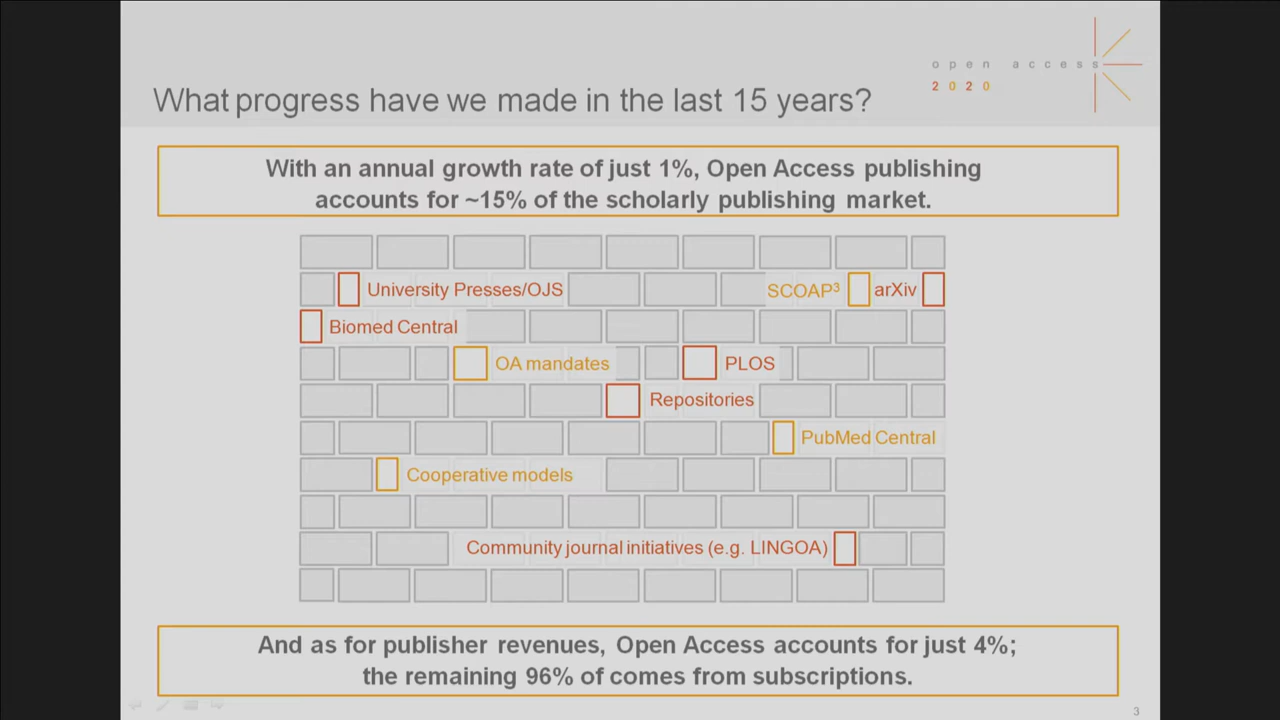 open access
2020
What progress have we made in the last 15 years?
With an annual growth rate of just 1%, Open Access publishing
accounts for ~15% of the scholarly publishing market.
University Presses/OJS
SCOAP³
arXiv
Biomed Central
OA mandates
PLOS
Repositories
PubMed Central
Cooperative models
Community journal initiatives (e.g. LINGOA)
And as for publisher revenues, Open Access accounts for just 4%;
the remaining 96% of comes from subscriptions.
3